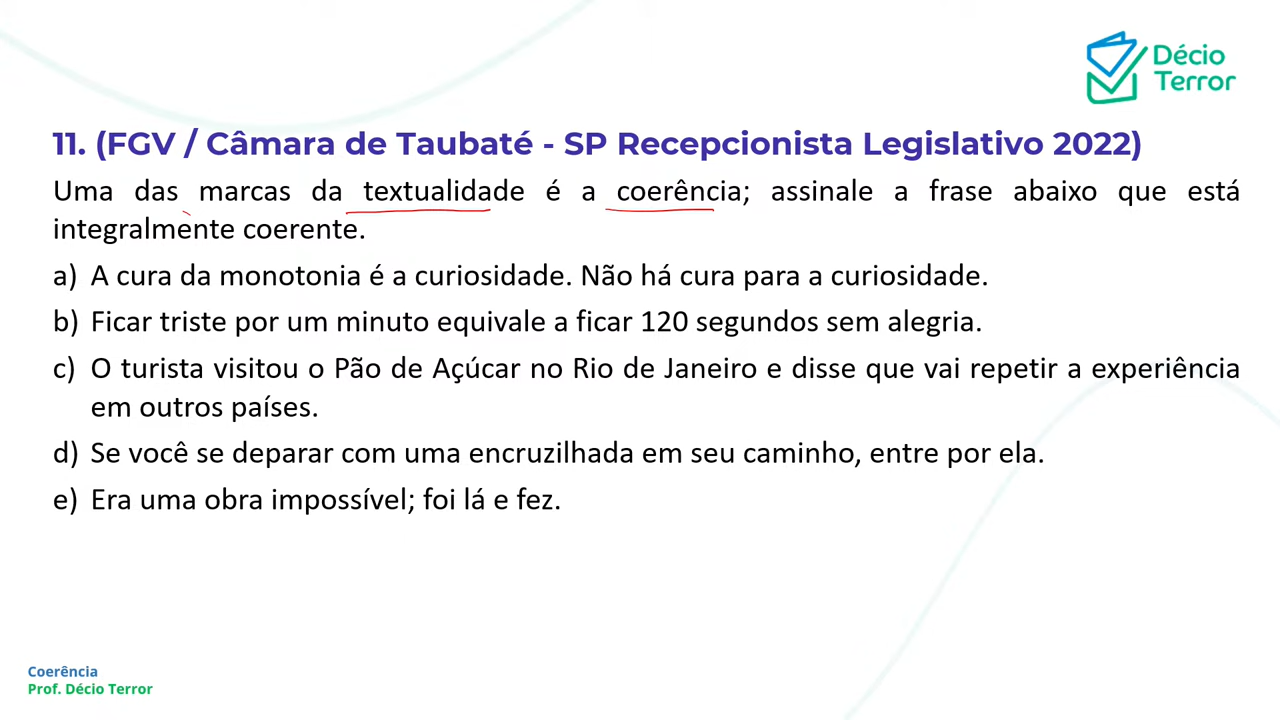 Décio
Terror
11. (FGV / Câmara de Taubaté - SP Recepcionista Legislativo 2022)
Uma das marcas da textualidade é a coerência; assinale a frase abaixo que está
integralmente coerente.
a) A cura da monotonia é a curiosidade. Não há cura para a curiosidade.
b) Ficar triste por um minuto equivale a ficar 120 segundos sem alegria.
c) O turista visitou o Pão de Açúcar no Rio de Janeiro e disse que vai repetir a experiência
em outros países.
d) Se você se deparar com uma encruzilhada em seu caminho, entre por ela.
e) Era uma obra impossível; foi lá e fez.
Coerência
Prof. Décio Terror